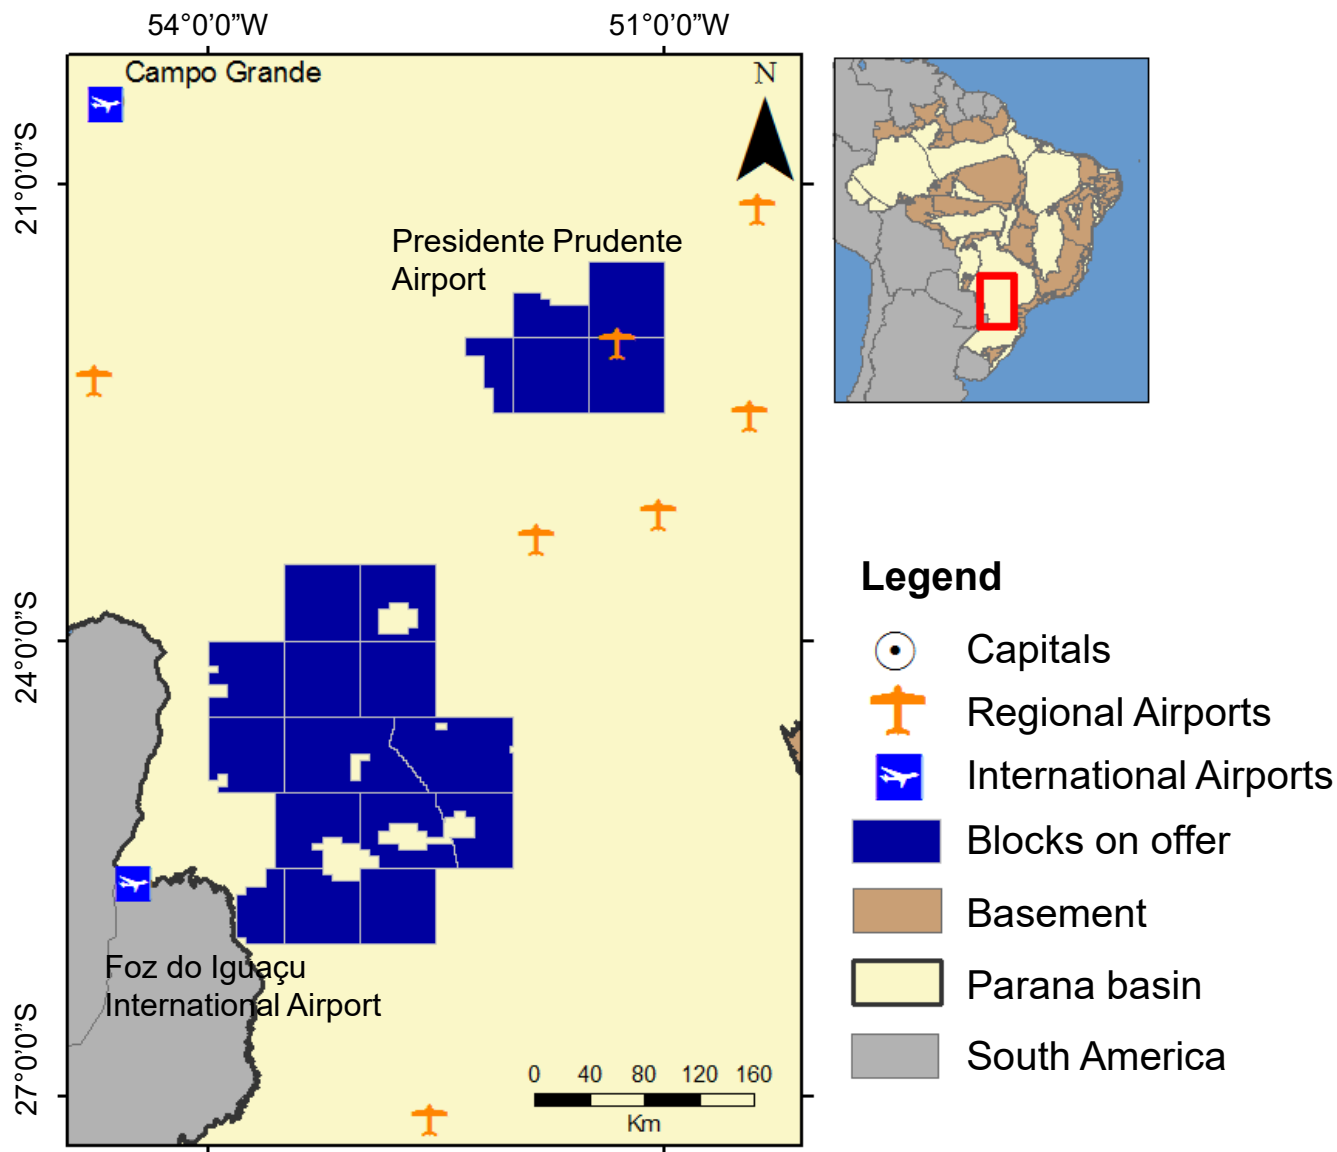 54°0’0”W
51°0’0”W
Campo Grande
N
21°0’0”S
Presidente Prudente
Airport
24°0’0”S
Foz do Iguaçu
International Airport
27°0’0”S
0 40 80 120 160
Km
Legend
Capitals
Regional Airports
International Airports
Blocks on offer
Basement
Parana basin
South America